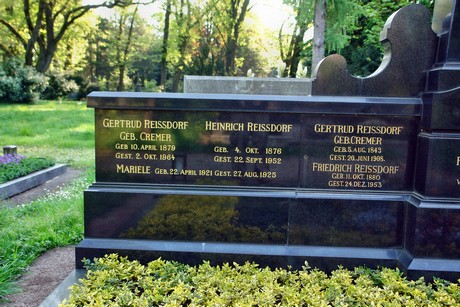 GERTRUD REISSDORF
GEB. CREMER
GEB 10. APRIL 1879
GEST. 2. OKT. 1964
HEINRICH REISSDORF
GEB. 4. OKT. 1876
GEST. 22. SEPT. 1952
MARIELE GEB. 22. APRIL 1921 GEST. 27. AUG. 1925
GERTRUD REISSDORF
GEB. CREMER
GEB. 5. AUG. 1843
GEST. 20. JUNI 1908.
FRIEDRICH REISSDORF
GEB. 11. OKT. 1880
GEST. 24. DEZ. 1953